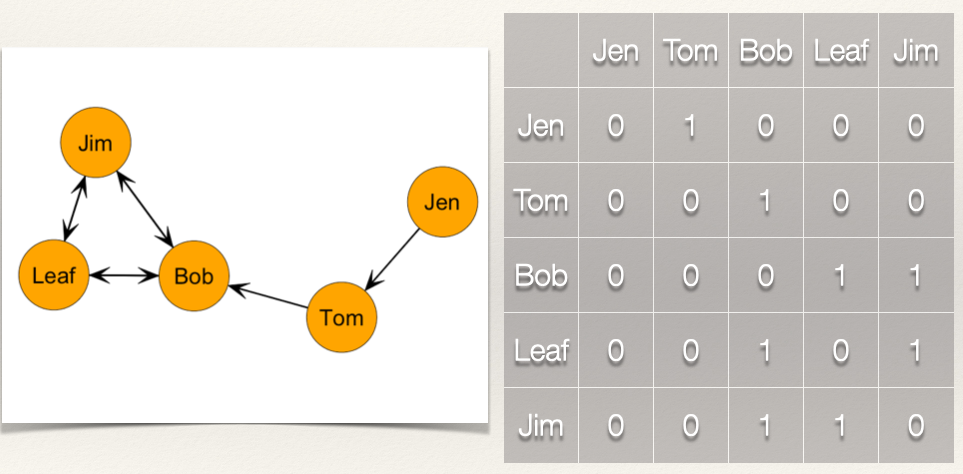 Jim
Jen
Leaf
Bob
Tom
Jen Tom Bob Leaf Jim
Jen 0 1 0 0 0
Tom 0 0 1 0 0
Bob 0 0 0 1 1
Leaf 0 0 1 0 1
Jim 0 0 1 1 0